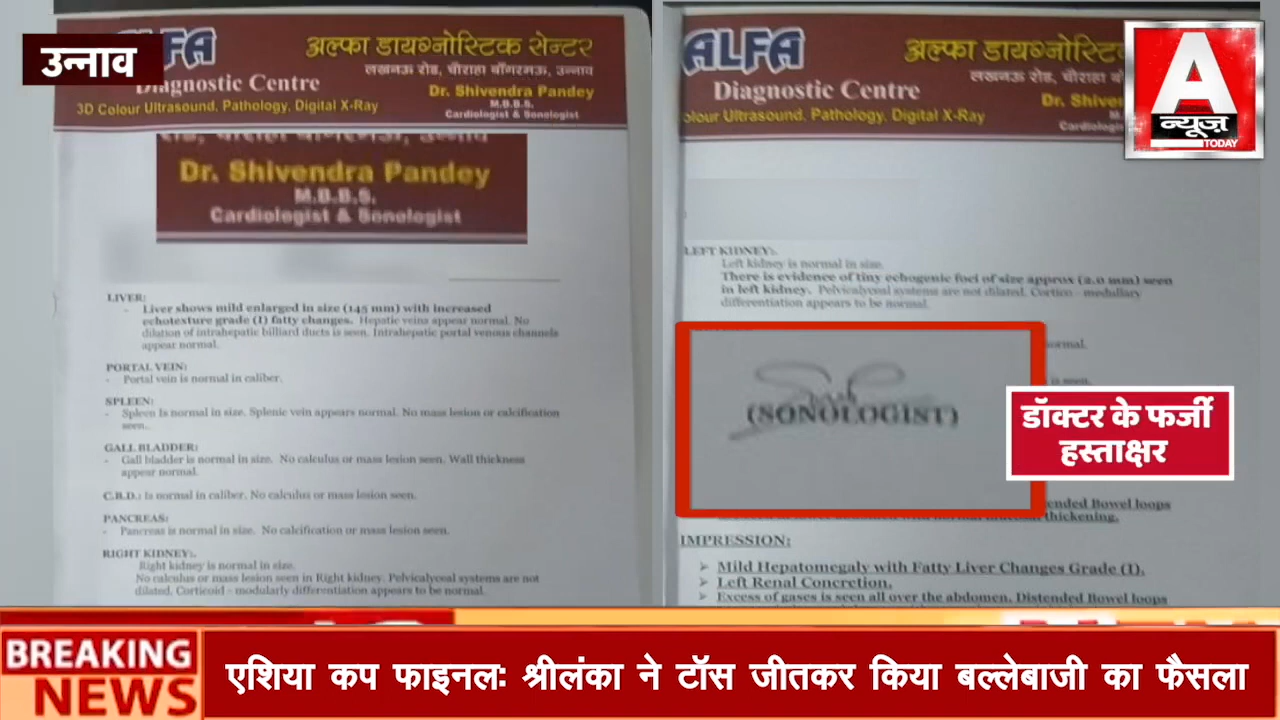 उन्नाव
ALFA
अल्फा डायग्नोस्टिक सेन्टर
लखनऊ रोड, चौराहा बाँगरमऊ, उन्नाव
Diagnostic Centre
Dr. Shivendra Pandey
M.B.B.S.
3D Colour Ultrasound, Pathology, Digital X-Ray
Cardiologist & Sonologist
Dr. Shivendra Pandey
M.B.B.S.
Cardiologist & Sonologist
LIVER:
- Liver shows mild enlarged in size (145 mm) with increased
echotexture grade (I) fatty changes. Hepatic veins appear normal. No
dilation of intrahepatic billiard ducts is seen. Intrahepatic portal venous channels
appear normal.
PORTAL VEIN:
- Portal vein is normal in caliber.
SPLEEN:
- Spleen is normal in size. Splenic vein appears normal. No mass lesion or calcification
seen.
GALL BLADDER:
- Gall bladder is normal in size. No calculus or mass lesion seen. Wall thickness
appear normal.
C.B.D.: Is normal in caliber. No calculus or mass lesion seen.
PANCREAS:
- Pancreas is normal in size. No calcification or mass lesion seen.
RIGHT KIDNEY:.
Right kidney is normal in size.
No calculus or mass lesion seen in Right kidney. Pelvicalyceal systems are not
dilated. Corticoid - modularly differentiation appears to be normal.
ALFA
अल्फा डायग्नोस्टिक
लखनऊ रोड, चौराहा
Diagnostic Centre
Dr.
olour Ultrasound, Pathology, Digital X-Ray
A
न्यूज़
TODAY
LEFT KIDNEY:.
Left kidney is normal in size.
There is evidence of tiny echogenic foci of size approx (2.0 mm) seen
in left kidney. Pelvicalyceal systems are not dilated. Cortico - medullary
differentiation appears to be normal.
normal.
(SONOLOGIST)
डॉक्टर के फर्जी
हस्ताक्षर
Bowel loops
thickening.
IMPRESSION:
➢ Mild Hepatomegaly with Fatty Liver Changes Grade (I).
➢ Left Renal Concretion.
➢ Excess of gases is seen all over the abdomen. Distended Bowel loops
BREAKING
NEWS
एशिया कप फाइनलः श्रीलंका ने टॉस जीतकर किया बल्लेबाजी का फैसला